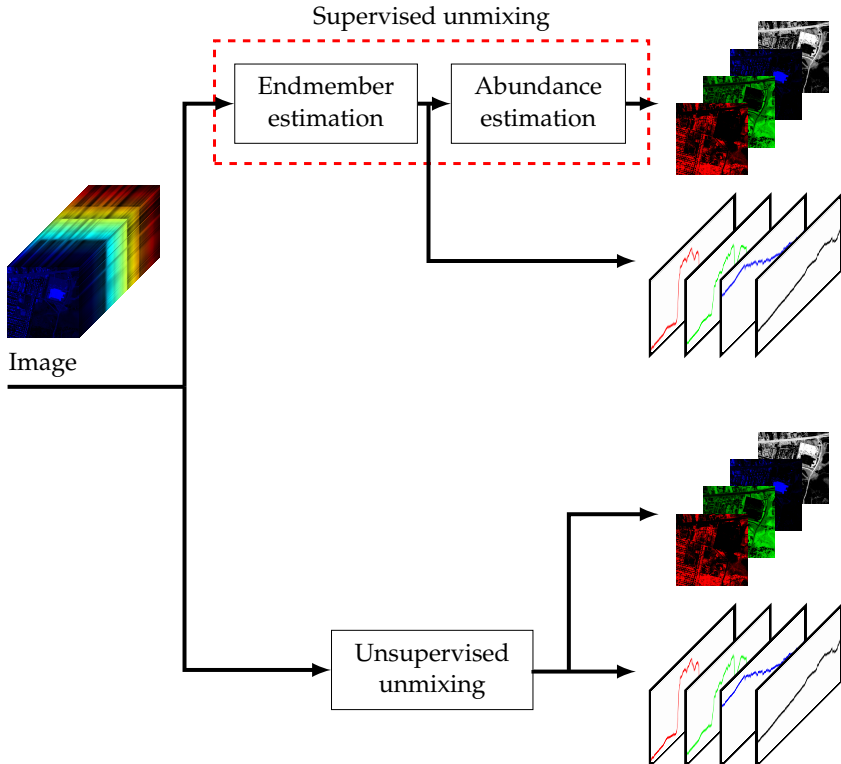 Supervised unmixing
Endmember
estimation
Abundance
estimation
Image
Unsupervised
unmixing